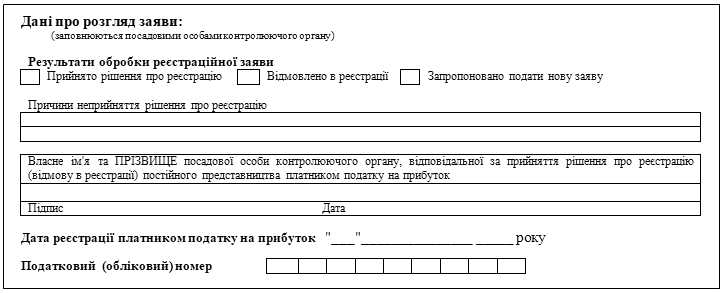 Дані про розгляд заяви:
(заповнюються посадовими особами контролюючого органу)
Результати обробки реєстраційної заяви
Прийнято рішення про реєстрацію Відмовлено в реєстрації Запропоновано подати нову заяву
Причини неприйняття рішення про реєстрацію
Власне ім'я та ПРІЗВИЩЕ посадової особи контролюючого органу, відповідальної за прийняття рішення про реєстрацію
(відмову в реєстрації) постійного представництва платником податку на прибуток
Підпис Дата
Дата реєстрації платником податку на прибуток "___"________________ _____ року
Податковий (обліковий) номер